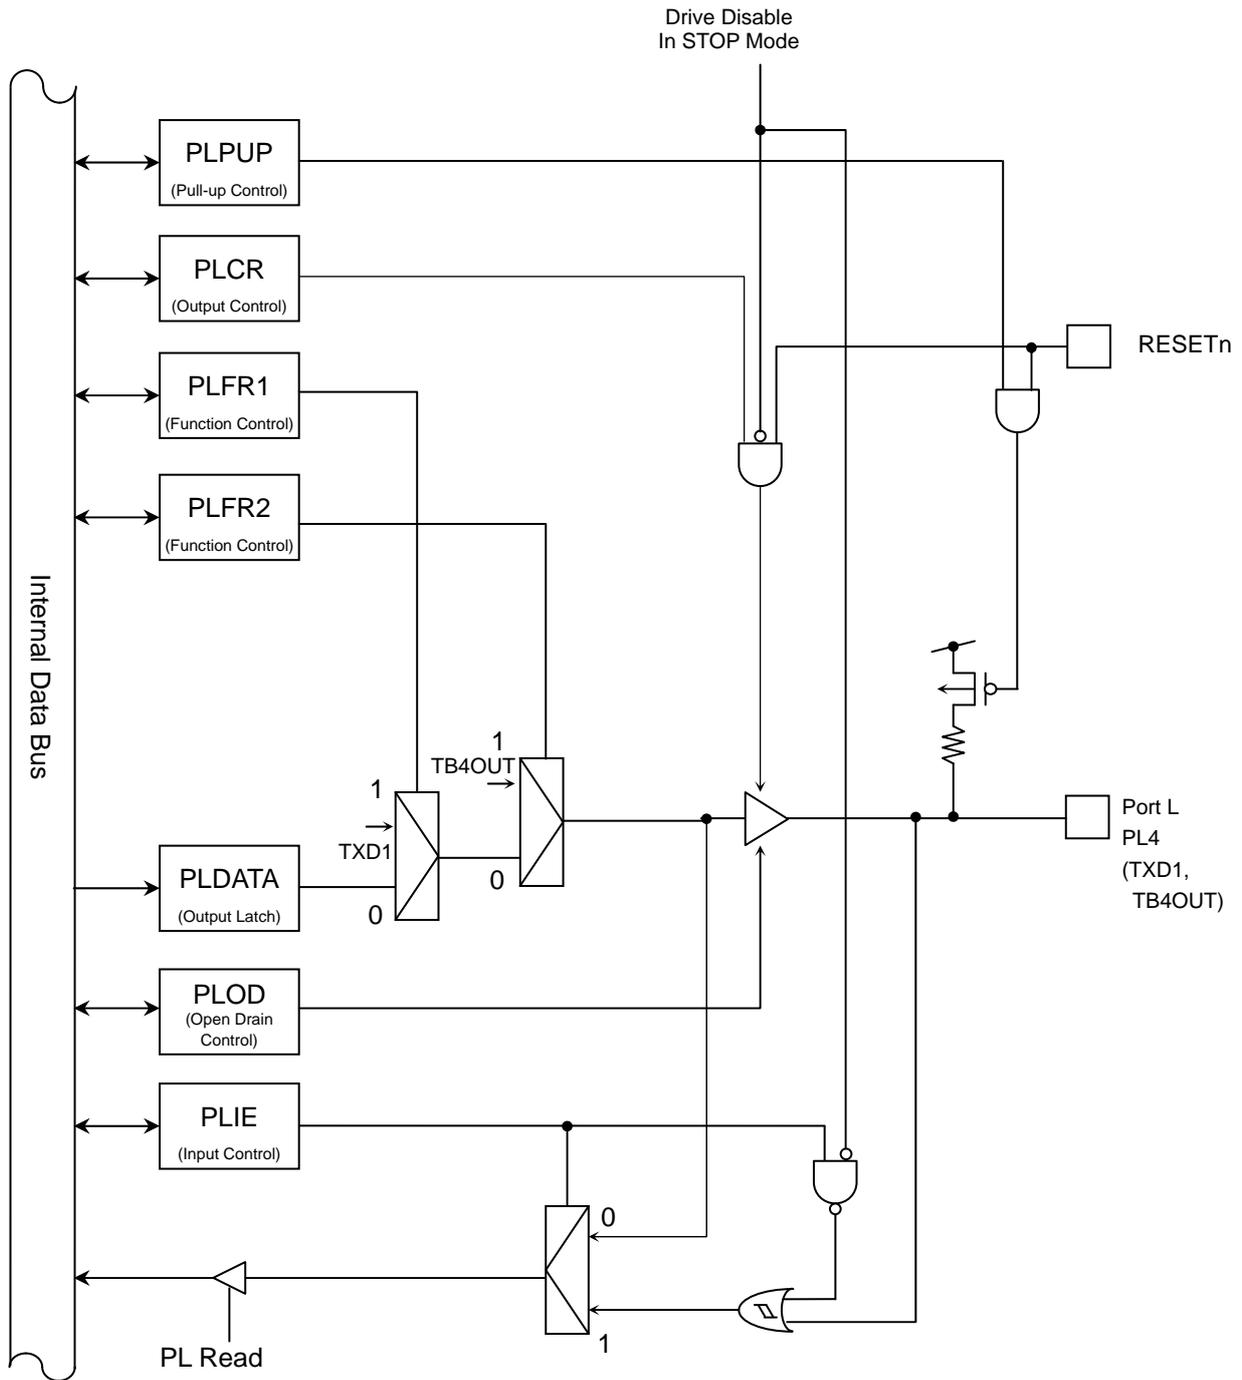 Drive Disable
In STOP Mode
PLPUP
(Pull-up Control)
PLCR
(Output Control)
RESETn
PLFR1
(Function Control)
PLFR2
(Function Control)
Internal Data Bus
1
TB4OUT
1
TXD1
0
0
PLDATA
(Output Latch)
Port L
PL4
(TXD1,
TB4OUT)
PLOD
(Open Drain
Control)
PLIE
(Input Control)
0
1
PL Read